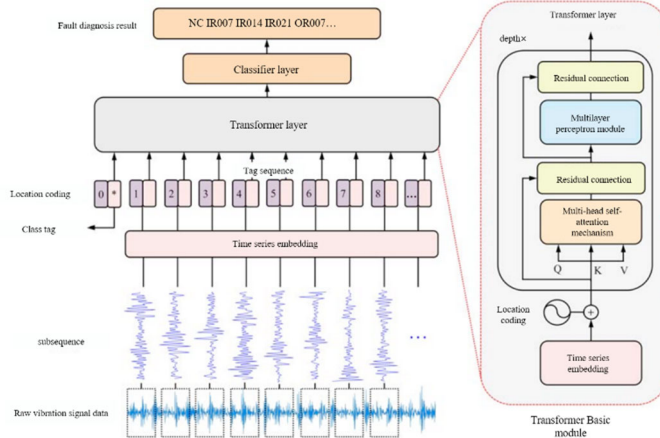 Fault diagnosis result
NC IR007 IR014 IR021 OR007...
Classifier layer
Transformer layer
Tag sequence
Location coding
0 * 1 2 3 4 5 6 7 8 ...
Class tag
Time series embedding
subsequence
...
Raw vibration signal data
Transformer layer
depth×
Residual connection
Multilayer
perceptron module
Residual connection
Multi-head self-
attention
mechanism
Q K V
Location
coding
+
Time series
embedding
Transformer Basic
module